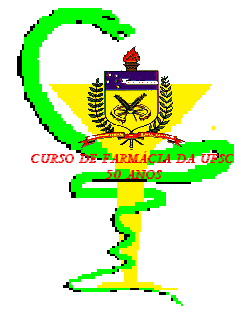 CURSO DE FARMÁCIA DA UFSC
50 ANOS